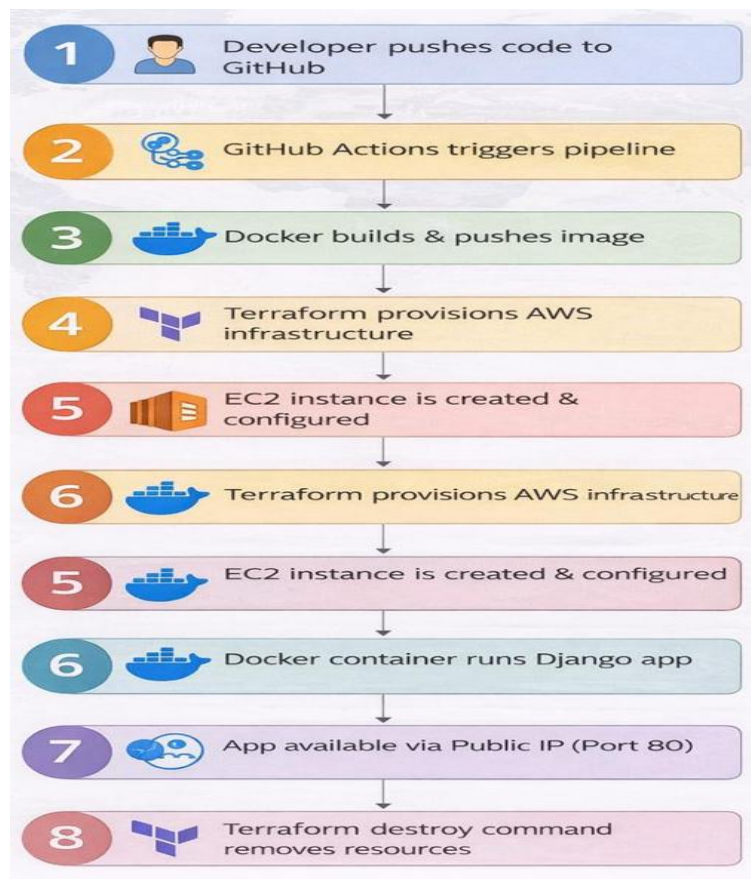 1
Developer pushes code to
GitHub
2
GitHub Actions triggers pipeline
3
Docker builds & pushes image
4
Terraform provisions AWS
infrastructure
5
EC2 instance is created &
configured
6
Terraform provisions AWS infrastructure
5
EC2 instance is created & configured
6
Docker container runs Django app
7
App available via Public IP (Port 80)
8
Terraform destroy command
removes resources